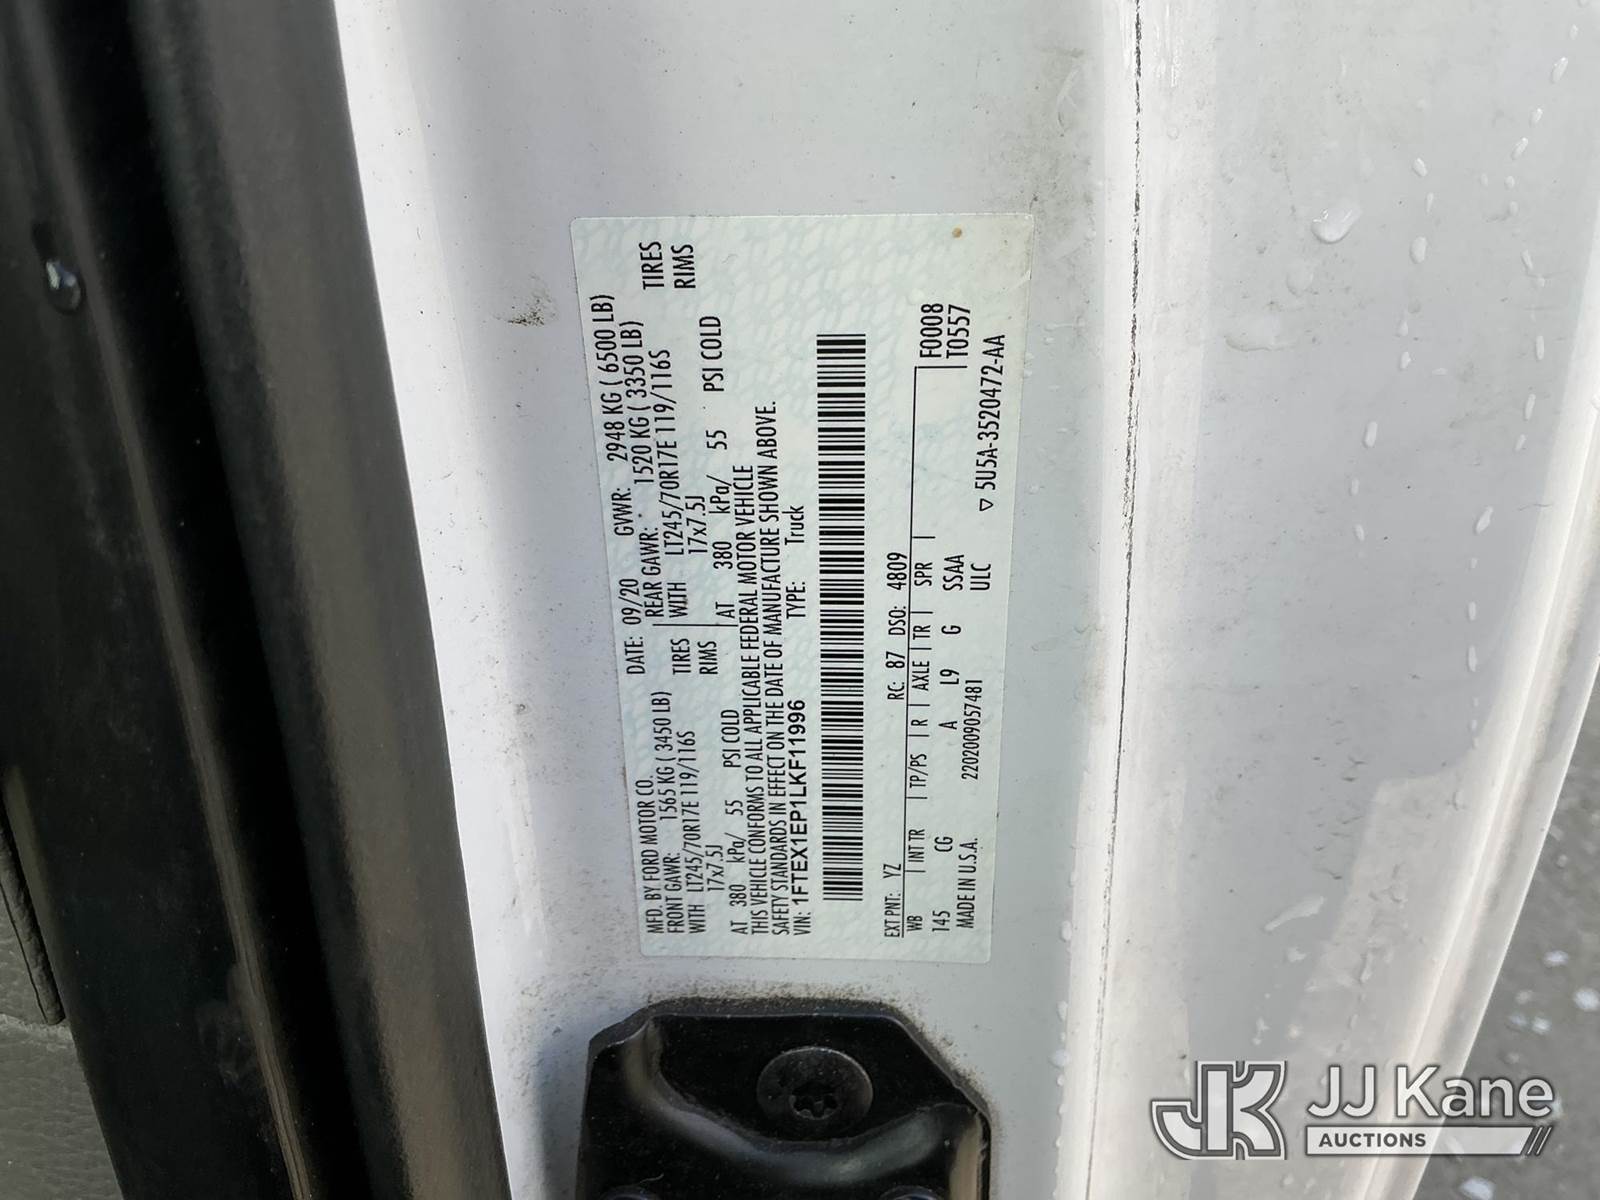 MFD. BY FORD MOTOR CO.
DATE: 09/20 GVWR: 2948 KG ( 6500 LB)
FRONT GAWR: 1565 KG ( 3450 LB) REAR GAWR: 1520 KG ( 3350 LB)
WITH LT245/70R17E 119/116S TIRES WITH LT245/70R17E 119/116S TIRES
17x7.5J RIMS 17x7.5J RIMS
AT 380 kPa/ 55 PSI COLD AT 380 kPa/ 55 PSI COLD
THIS VEHICLE CONFORMS TO ALL APPLICABLE FEDERAL MOTOR VEHICLE
SAFETY STANDARDS IN EFFECT ON THE DATE OF MANUFACTURE SHOWN ABOVE.
VIN: 1FTEX1EP1LKF11996 TYPE: Truck
EXT PNT: YZ RC: 87 DSO: 4809 F0008
WB INT TR TP/PS R AXLE TR SPR T0557
145 CG A L9 G SSAA
MADE IN U.S.A. 2202009057481 ULC
▽ 5U5A-3520472-AA
JK JJ Kane
AUCTIONS